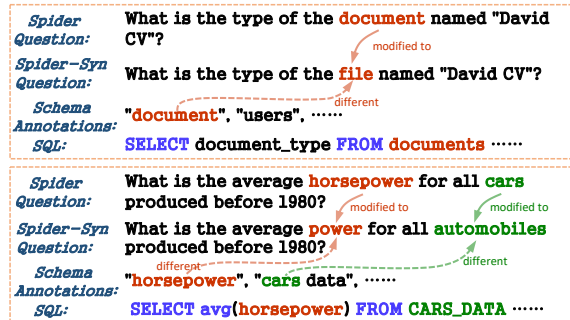 Spider Question: What is the type of the document named "David CV"?
modified to
Spider-Syn Question: What is the type of the file named "David CV"?
different
Schema Annotations: "document", "users", ······
SQL: SELECT document_type FROM documents ······
Spider Question: What is the average horsepower for all cars produced before 1980?
modified to modified to
Spider-Syn Question: What is the average power for all automobiles produced before 1980?
different different
Schema Annotations: "horsepower", "cars data", ······
SQL: SELECT avg(horsepower) FROM CARS_DATA ······